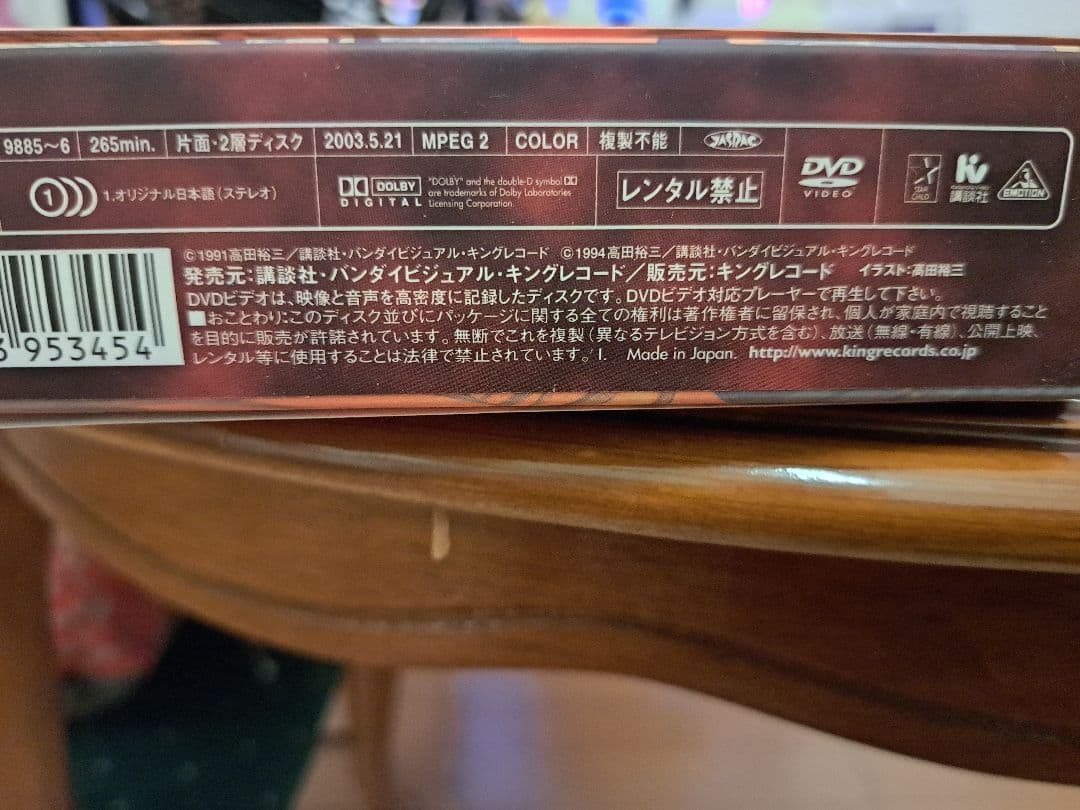 9885～6 265min. 片面・2層ディスク 2003.5.21 MPEG 2 COLOR 複製不能 JASRAC
1 1.オリジナル日本語(ステレオ)
DOLBY DIGITAL
"DOLBY" and the double-D symbol
are trademarks of Dolby Laboratories
Licensing Corporation.
レンタル禁止
DVD VIDEO
STAR CHILD
講談社
EMOTION
953454
©1991高田裕三／講談社・バンダイビジュアル・キングレコード ©1994高田裕三／講談社・バンダイビジュアル・キングレコード
発売元:講談社・バンダイビジュアル・キングレコード／販売元:キングレコード イラスト:高田裕三
DVDビデオは、映像と音声を高密度に記録したディスクです。DVDビデオ対応プレーヤーで再生して下さい。
■おことわり:このディスク並びにパッケージに関する全ての権利は著作権者に留保され、個人が家庭内で視聴すること
を目的に販売が許諾されています。無断でこれを複製(異なるテレビジョン方式を含む)、放送(無線・有線)、公開上映、
レンタル等に使用することは法律で禁止されています。 I. Made in Japan. http://www.kingrecords.co.jp